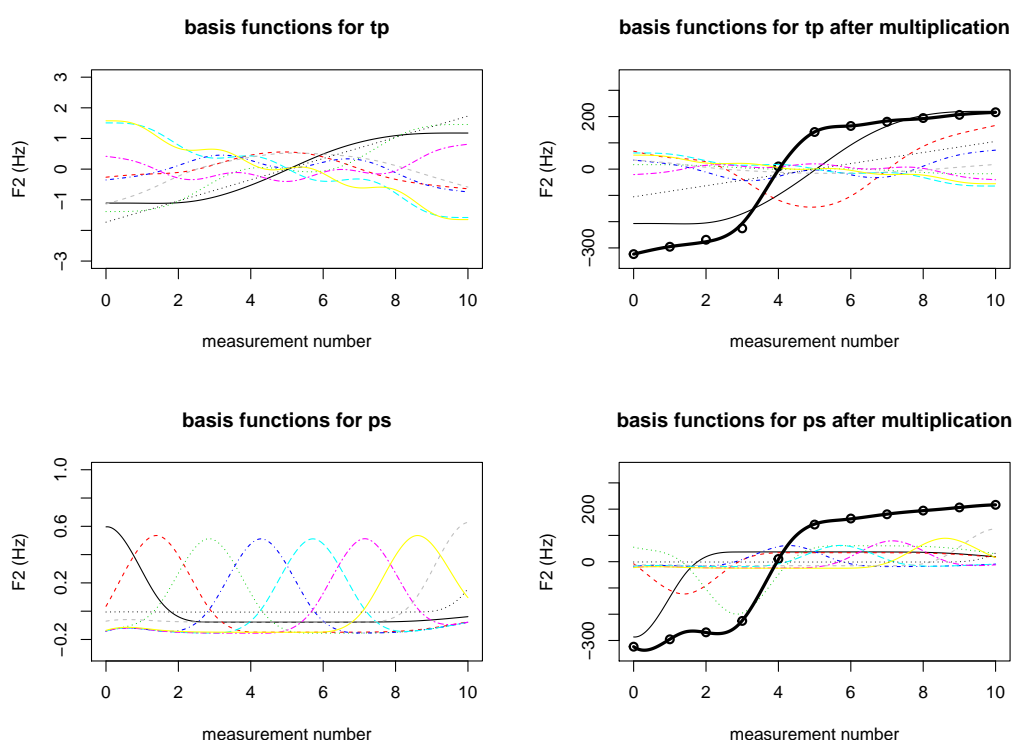 basis functions for tp
F2 (Hz)
3
2
1
0
−1
−3
0 2 4 6 8 10
measurement number
basis functions for tp after multiplication
F2 (Hz)
200
0
−300
0 2 4 6 8 10
measurement number
basis functions for ps
F2 (Hz)
1.0
0.6
0.2
−0.2
0 2 4 6 8 10
measurement number
basis functions for ps after multiplication
F2 (Hz)
200
0
−300
0 2 4 6 8 10
measurement number